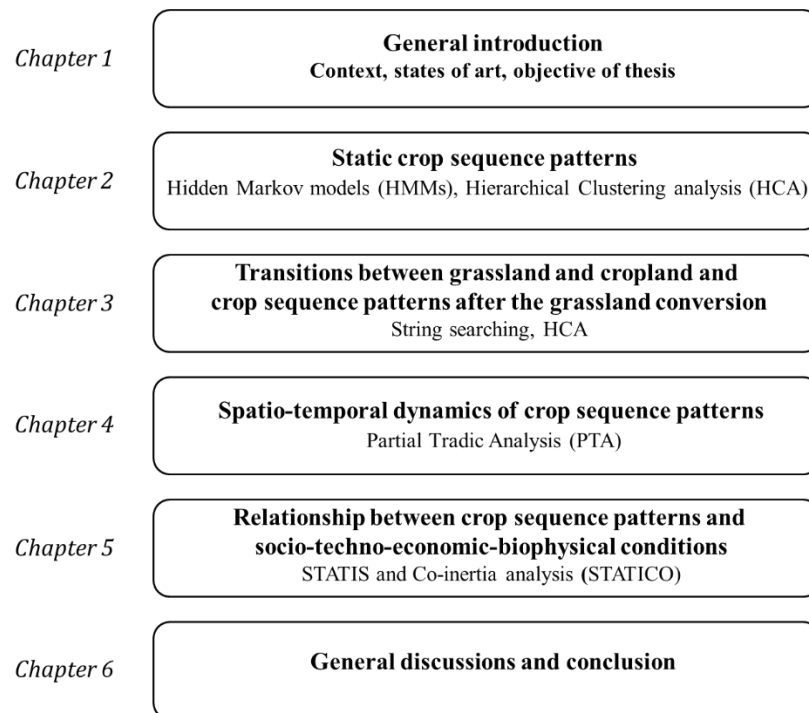 Chapter 1
General introduction
Context, states of art, objective of thesis
Chapter 2
Static crop sequence patterns
Hidden Markov models (HMMs), Hierarchical Clustering analysis (HCA)
Chapter 3
Transitions between grassland and cropland and
crop sequence patterns after the grassland conversion
String searching, HCA
Chapter 4
Spatio-temporal dynamics of crop sequence patterns
Partial Tradic Analysis (PTA)
Chapter 5
Relationship between crop sequence patterns and
socio-techno-economic-biophysical conditions
STATIS and Co-inertia analysis (STATICO)
Chapter 6
General discussions and conclusion